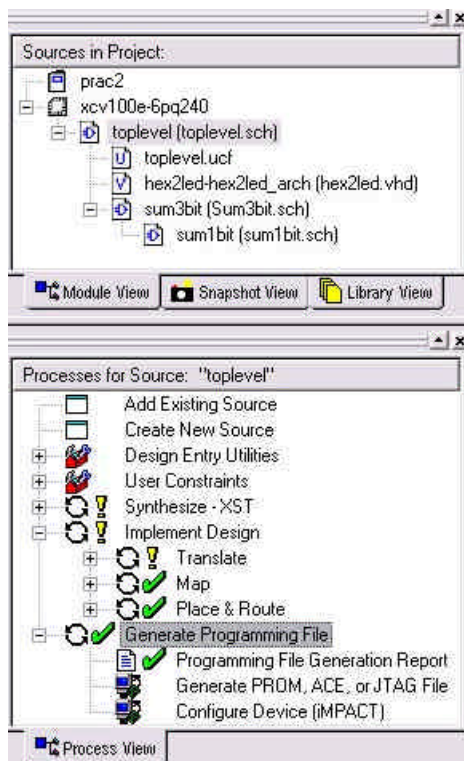 Sources in Project:
prac2
xcv100e-6pq240
toplevel (toplevel.sch)
toplevel.ucf
hex2led-hex2led_arch (hex2led.vhd)
sum3bit (Sum3bit.sch)
sum1bit (sum1bit.sch)
Module View Snapshot View Library View
Processes for Source: "toplevel"
Add Existing Source
Create New Source
Design Entry Utilities
User Constraints
Synthesize - XST
Implement Design
Translate
Map
Place & Route
Generate Programming File
Programming File Generation Report
Generate PROM, ACE, or JTAG File
Configure Device (iMPACT)
Process View